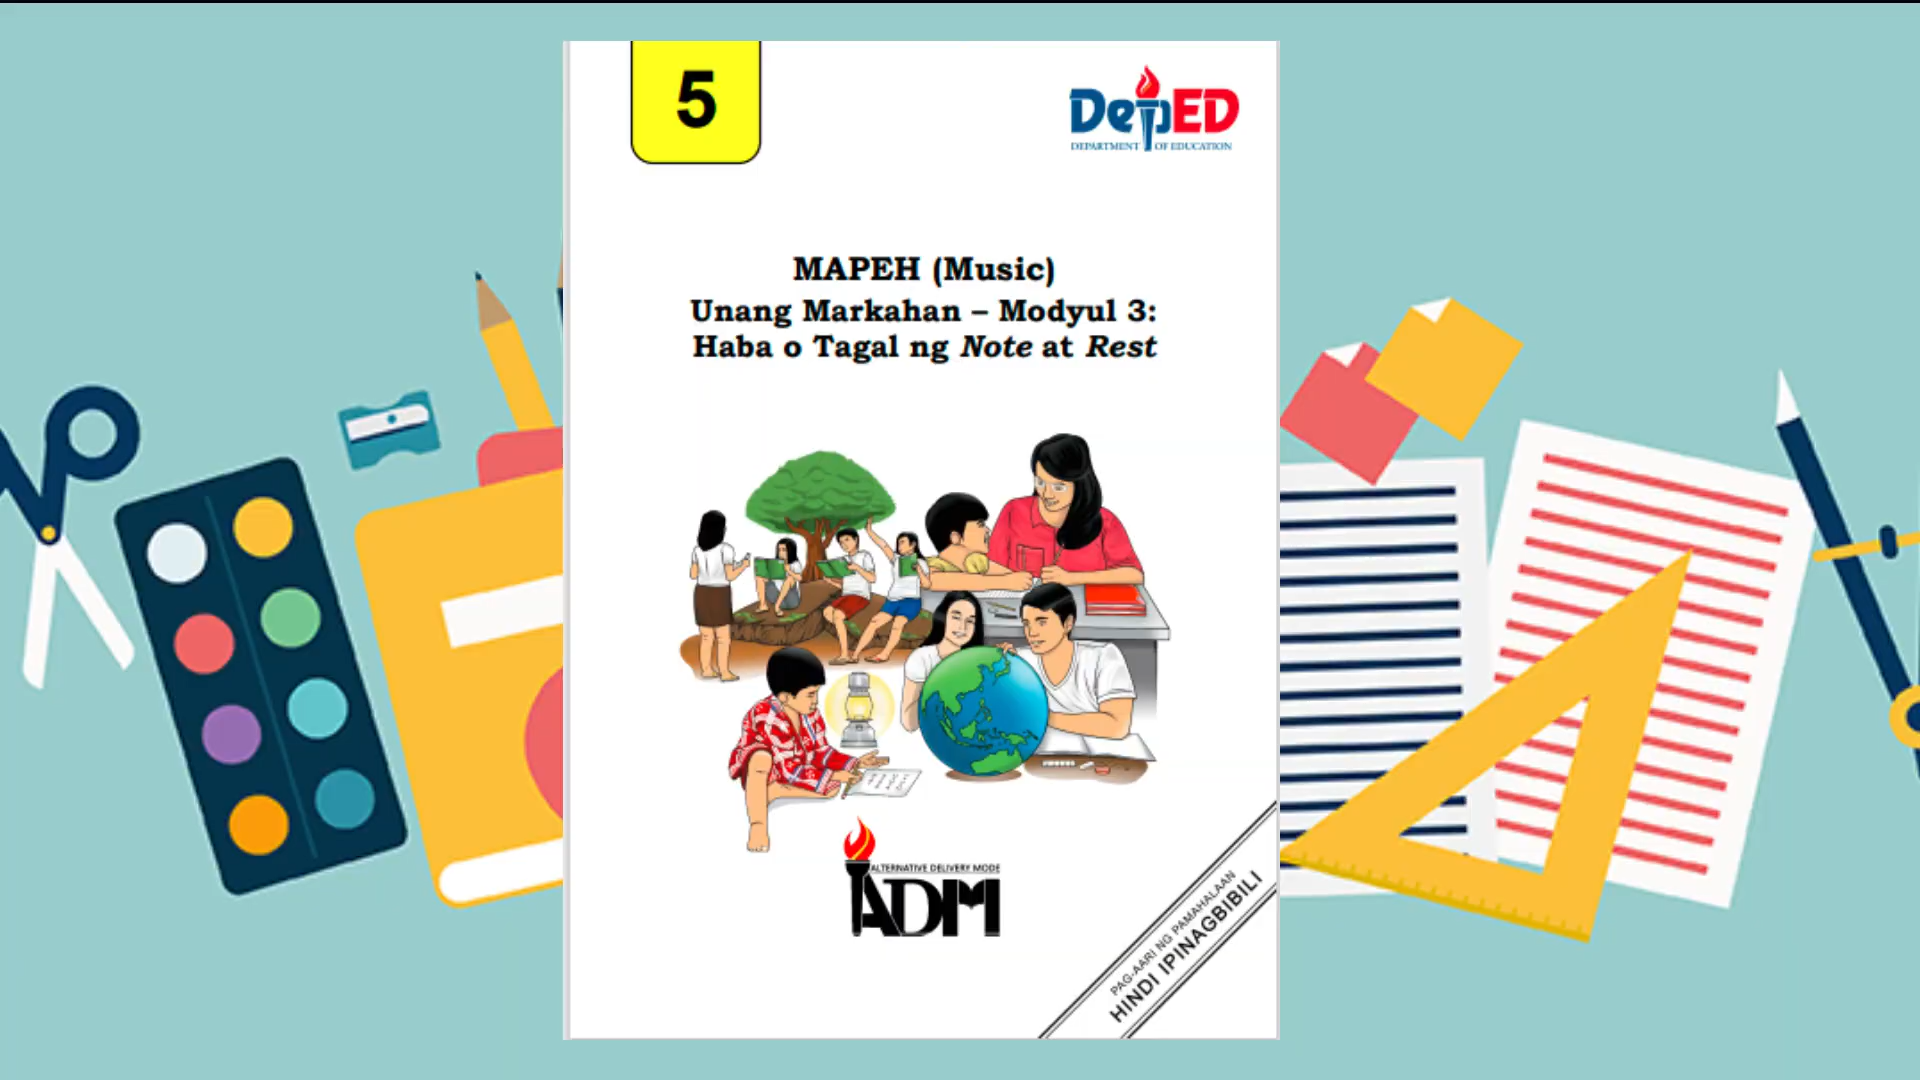 5
DepED
DEPARTMENT OF EDUCATION
MAPEH (Music)
Unang Markahan – Modyul 3:
Haba o Tagal ng Note at Rest
ALTERNATIVE DELIVERY MODE
ADM
PAG-AARI NG PAMAHALAAN
HINDI IPINAGBIBILI